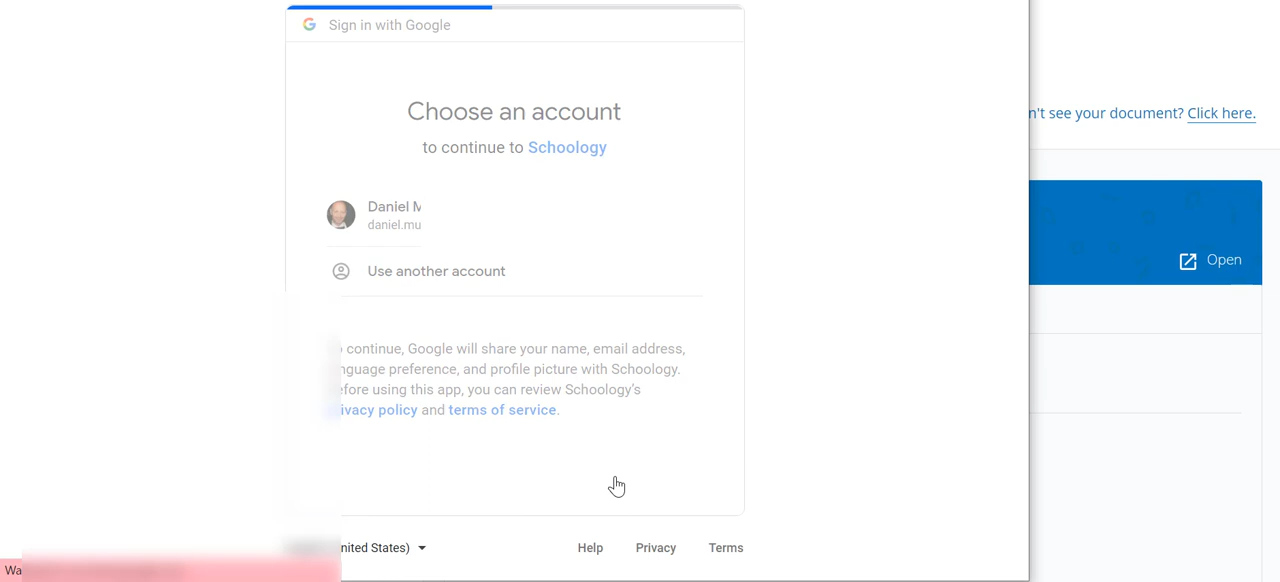 Sign in with Google
Choose an account
to continue to Schoology
Daniel M
daniel.mu
Use another account
continue, Google will share your name, email address,
nguage preference, and profile picture with Schoology.
efore using this app, you can review Schoology's
ivacy policy and terms of service.
nited States)
Help
Privacy
Terms
Wa
n't see your document? Click here.
Open